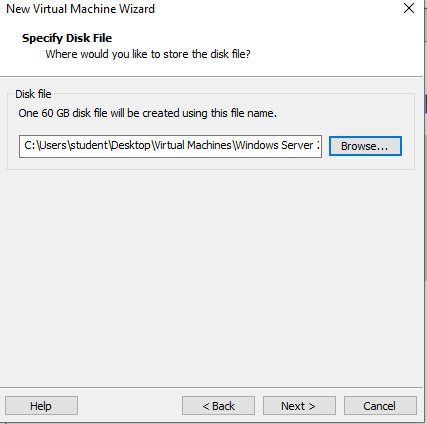 New Virtual Machine Wizard
Specify Disk File
Where would you like to store the disk file?
Disk file
One 60 GB disk file will be created using this file name.
C:\Users\student\Desktop\Virtual Machines\Windows Server
Browse...
Help
< Back
Next >
Cancel